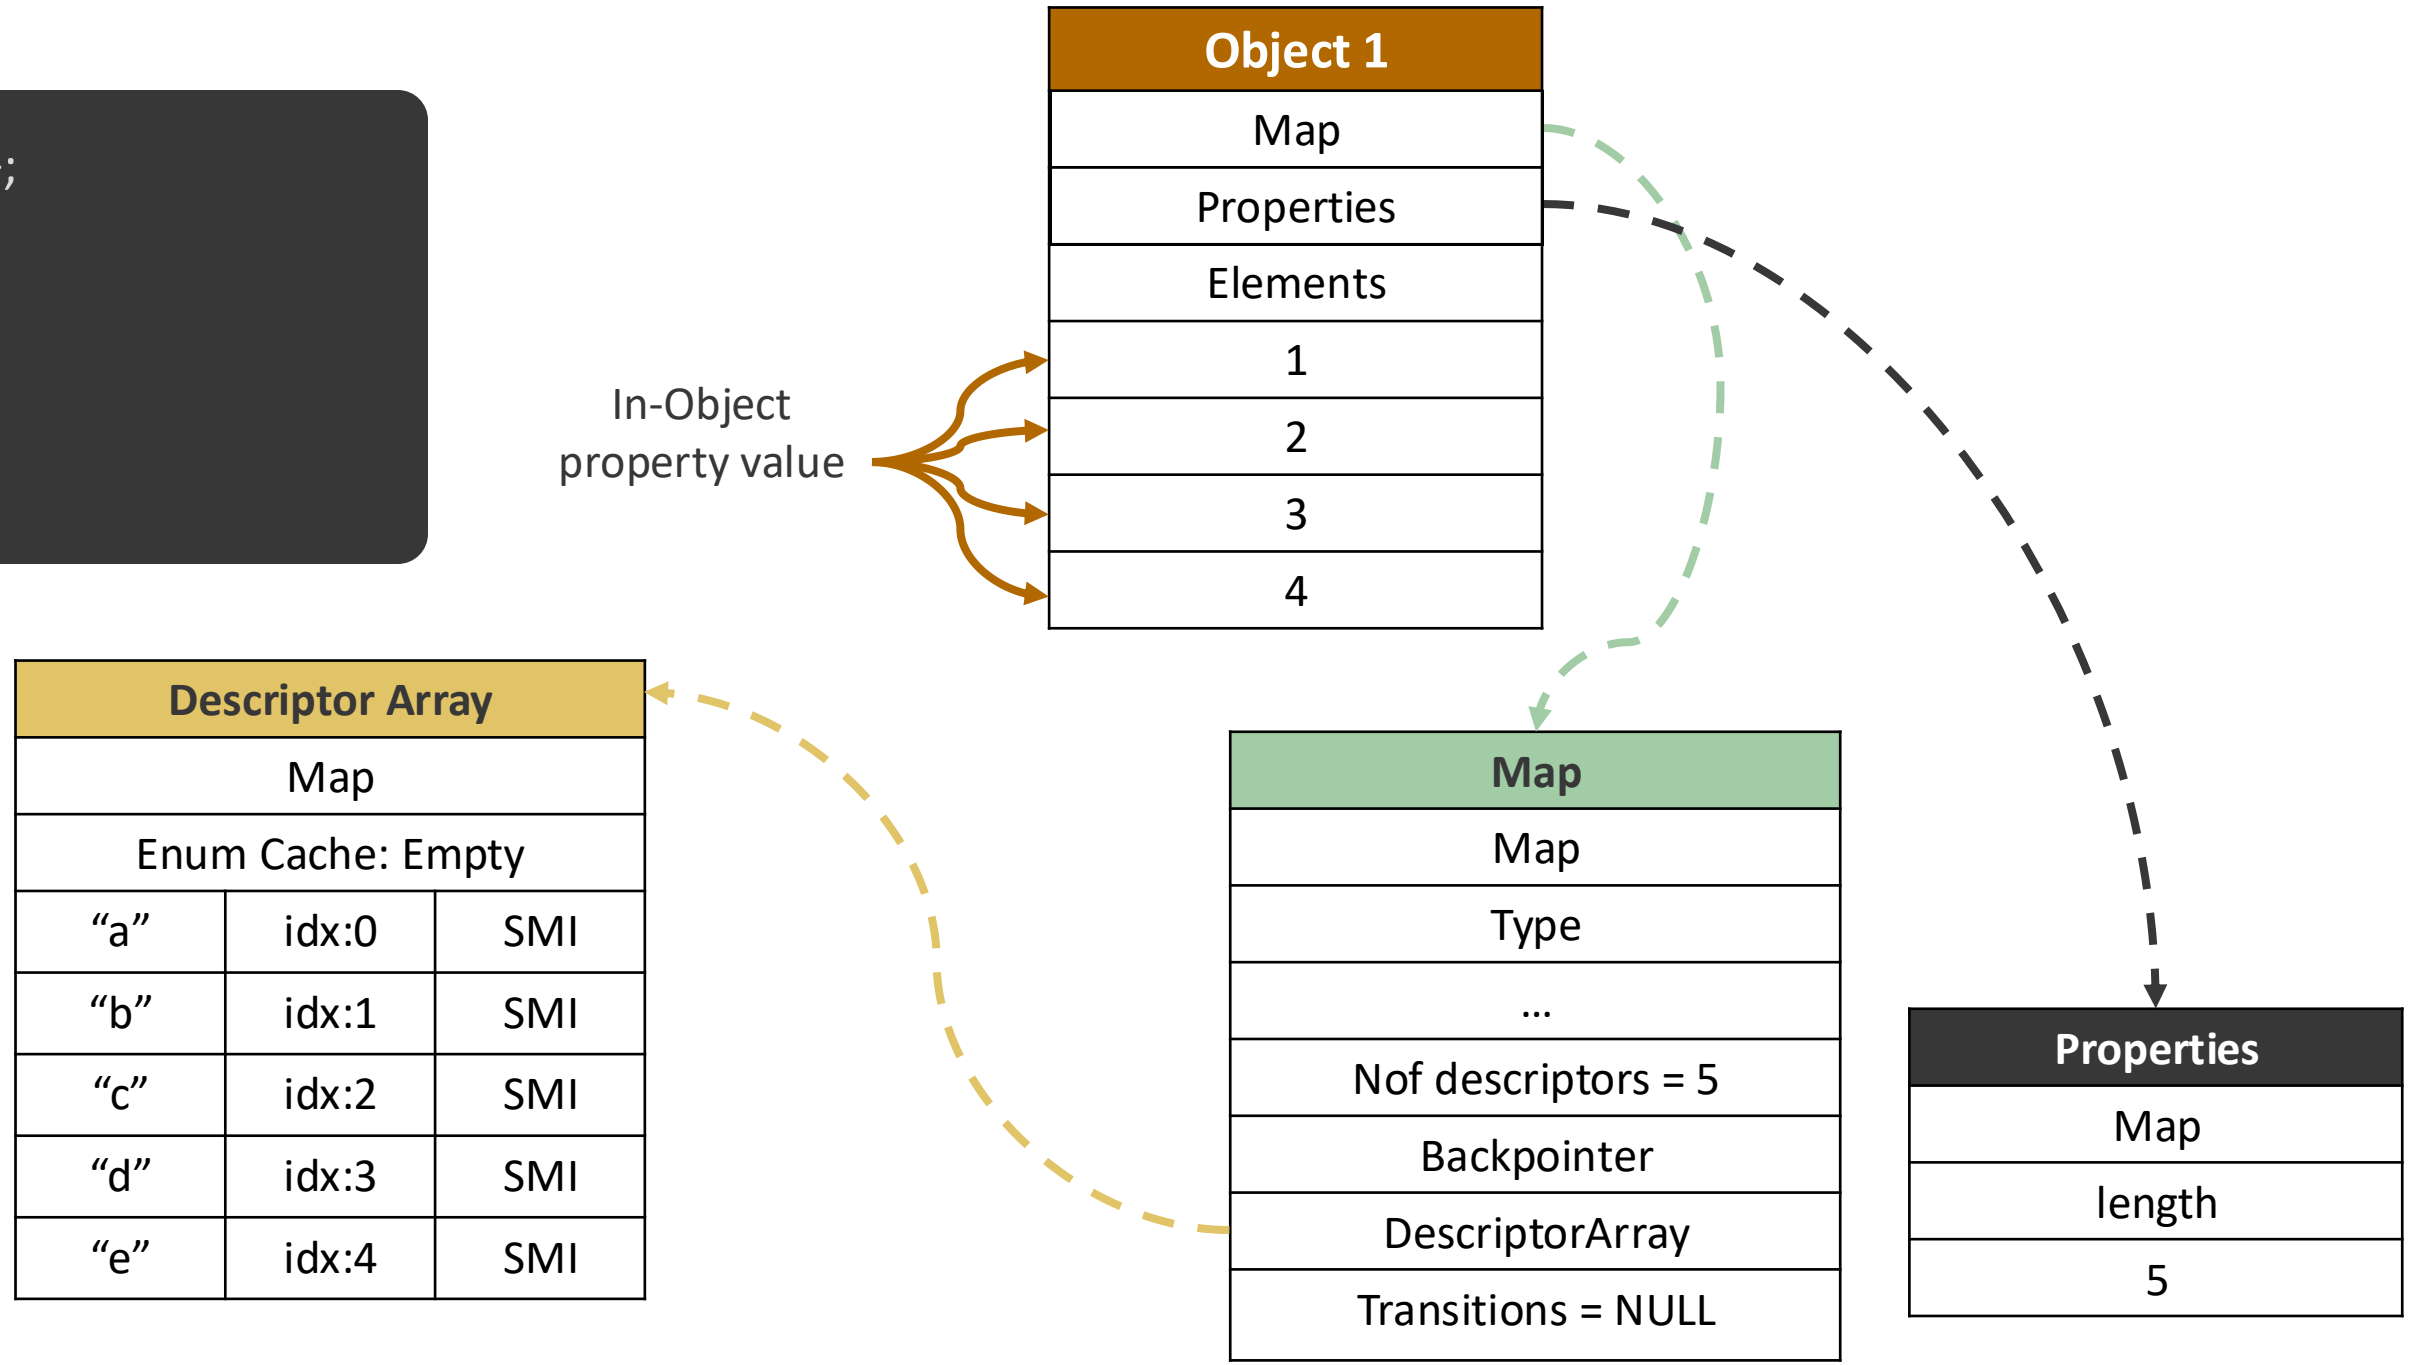 ;
Object 1
Map
Properties
Elements
1
2
3
4
In-Object
property value
Descriptor Array
Map
Enum Cache: Empty
“a” idx:0 SMI
“b” idx:1 SMI
“c” idx:2 SMI
“d” idx:3 SMI
“e” idx:4 SMI
Map
Map
Type
...
Nof descriptors = 5
Backpointer
DescriptorArray
Transitions = NULL
Properties
Map
length
5